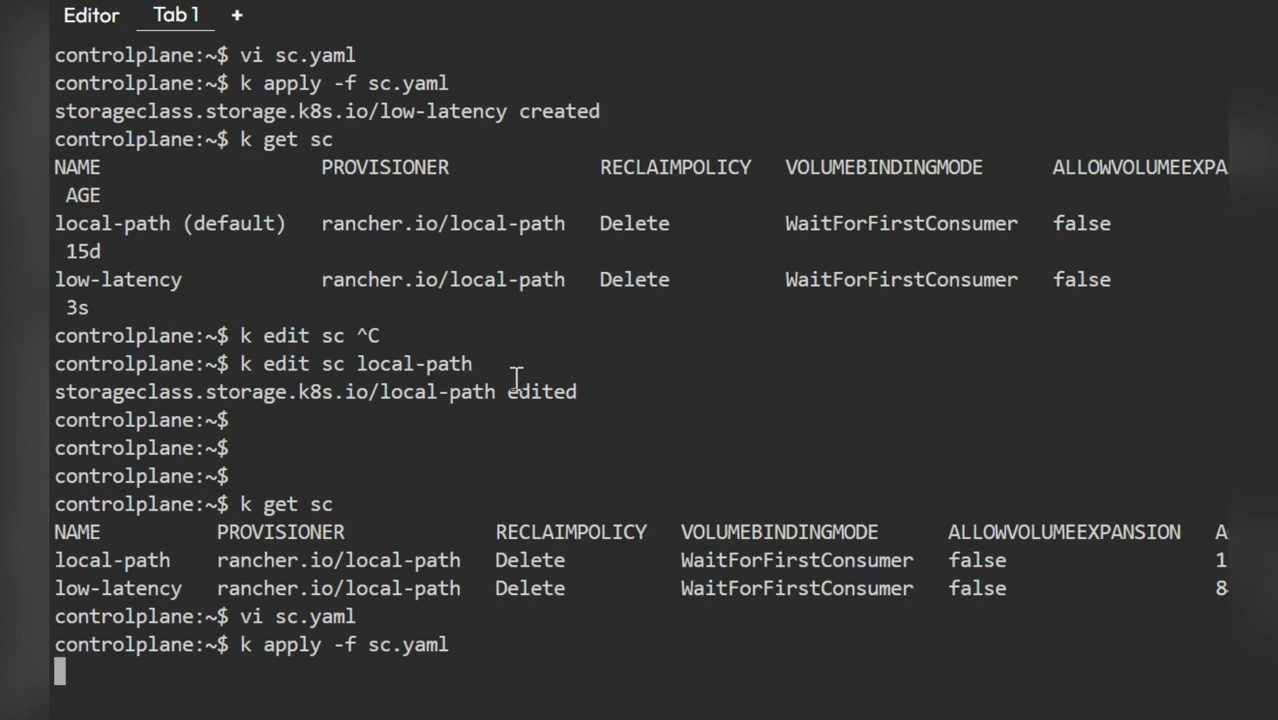 Editor Tab 1 +
controlplane:~$ vi sc.yaml
controlplane:~$ k apply -f sc.yaml
storageclass.storage.k8s.io/low-latency created
controlplane:~$ k get sc
NAME PROVISIONER RECLAIMPOLICY VOLUMEBINDINGMODE ALLOWVOLUMEEXPA
AGE
local-path (default) rancher.io/local-path Delete WaitForFirstConsumer false
15d
low-latency rancher.io/local-path Delete WaitForFirstConsumer false
3s
controlplane:~$ k edit sc ^C
controlplane:~$ k edit sc local-path
storageclass.storage.k8s.io/local-path edited
controlplane:~$
controlplane:~$
controlplane:~$
controlplane:~$ k get sc
NAME PROVISIONER RECLAIMPOLICY VOLUMEBINDINGMODE ALLOWVOLUMEEXPANSION A
local-path rancher.io/local-path Delete WaitForFirstConsumer false 1
low-latency rancher.io/local-path Delete WaitForFirstConsumer false 8
controlplane:~$ vi sc.yaml
controlplane:~$ k apply -f sc.yaml